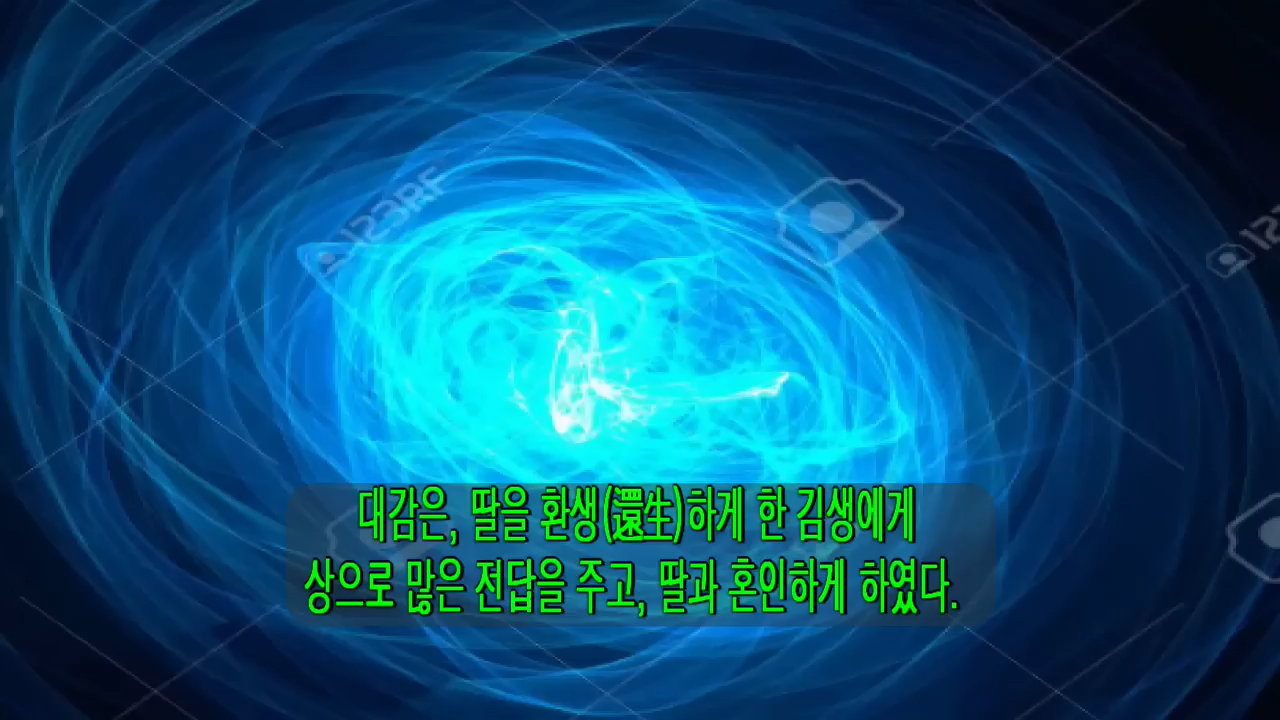 123RF
대감은, 딸을 환생(還生)하게 한 김생에게
상으로 많은 전답을 주고, 딸과 혼인하게 하였다.